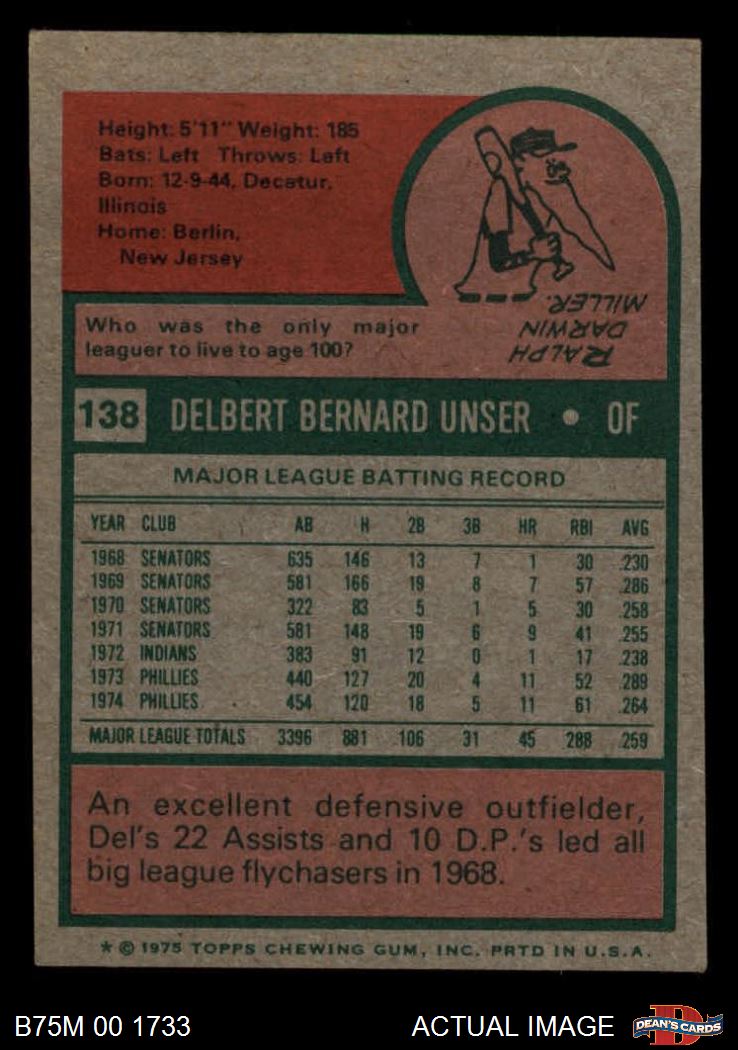 Height: 5'11" Weight: 185
Bats: Left Throws: Left
Born: 12-9-44, Decatur,
Illinois
Home: Berlin,
New Jersey
RALPH
DARWIN
MILLER.
Who was the only major
leaguer to live to age 100?
138 DELBERT BERNARD UNSER • OF
MAJOR LEAGUE BATTING RECORD
YEAR CLUB AB H 2B 3B HR RBI AVG
1968 SENATORS 635 146 13 7 1 30 .230
1969 SENATORS 581 166 19 8 7 57 .286
1970 SENATORS 322 83 5 1 5 30 .258
1971 SENATORS 581 148 19 6 9 41 .255
1972 INDIANS 383 91 12 0 1 17 .238
1973 PHILLIES 440 127 20 4 11 52 .289
1974 PHILLIES 454 120 18 5 11 61 .264
MAJOR LEAGUE TOTALS 3396 881 106 31 45 288 .259
An excellent defensive outfielder,
Del's 22 Assists and 10 D.P.'s led all
big league flychasers in 1968.
* © 1975 TOPPS CHEWING GUM, INC. PRTD IN U.S.A.
B75M 00 1733 ACTUAL IMAGE DEAN'S CARDS